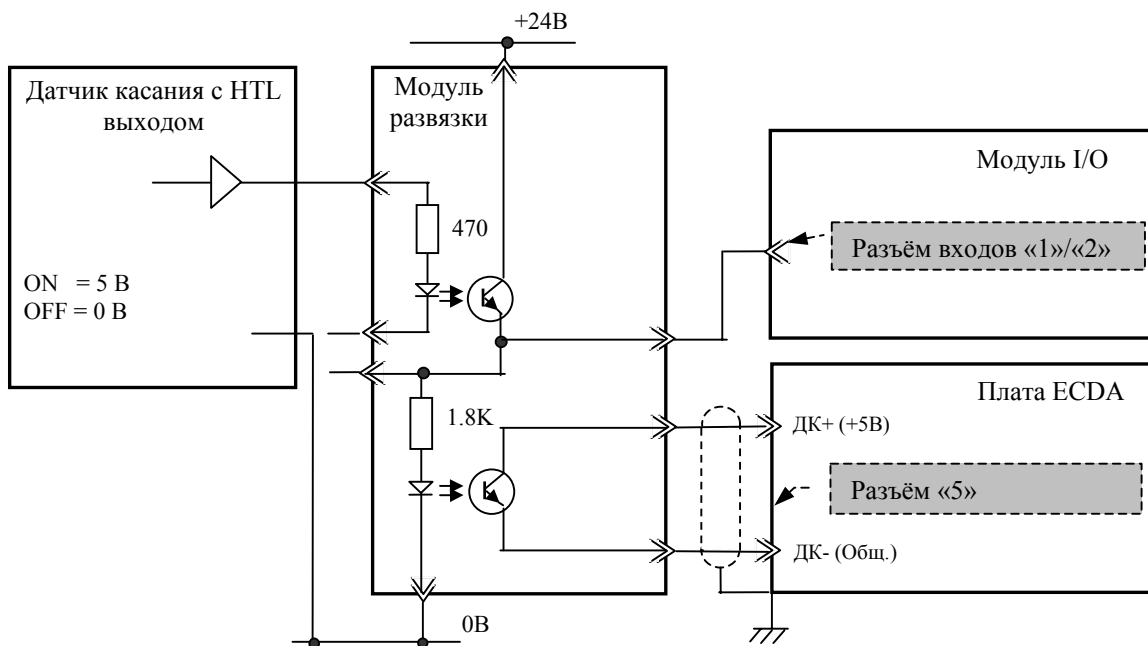 +24В
Датчик касания с HTL
выходом
ON = 5 В
OFF = 0 В
Модуль
развязки
470
1.8K
0В
Модуль I/O
Разъём входов «1»/«2»
Плата ECDA
ДК+ (+5В)
Разъём «5»
ДК- (Общ.)